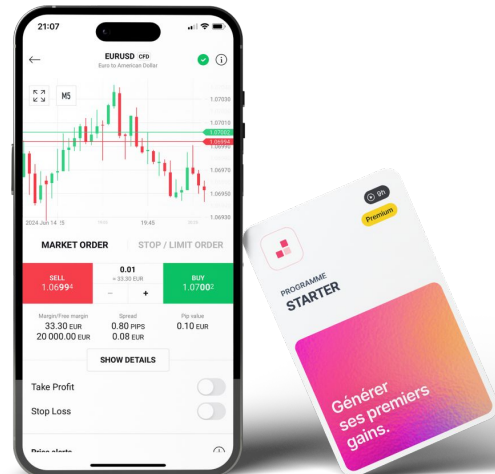 21:07
EURUSD CFD
Euro to American Dollar
M5
1.07030
1.07010
1.07002
1.06994
1.06970
1.06950
1.06930
2024 Jun 14
19:45
MARKET ORDER
STOP / LIMIT ORDER
SELL
1.06994
0.01
≈ 33.30 EUR
−
+
BUY
1.07002
Margin/Free margin
Spread
Pip value
33.30 EUR
0.80 PIPS
0.10 EUR
20 000.00 EUR
0.08 EUR
SHOW DETAILS
Take Profit
Stop Loss
Price alerts
9h
Premium
PROGRAMME
STARTER
Générer
ses premiers
gains.